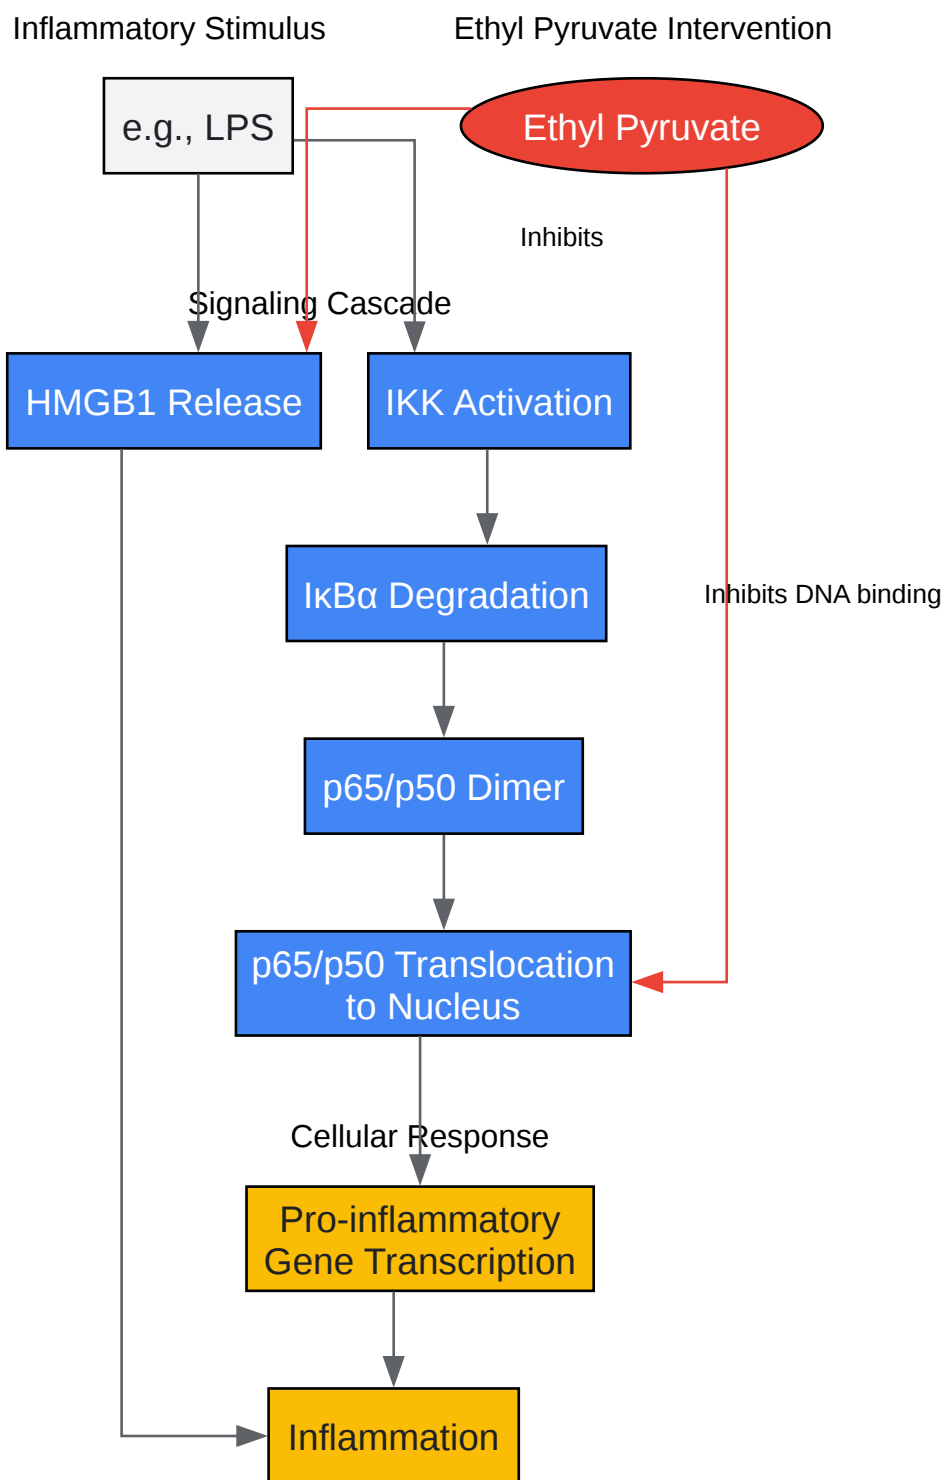 Inflammatory Stimulus
Ethyl Pyruvate Intervention
e.g., LPS
Ethyl Pyruvate
Inhibits
Signaling Cascade
HMGB1 Release
IKK Activation
IκBα Degradation
Inhibits DNA binding
p65/p50 Dimer
p65/p50 Translocation
to Nucleus
Cellular Response
Pro-inflammatory
Gene Transcription
Inflammation